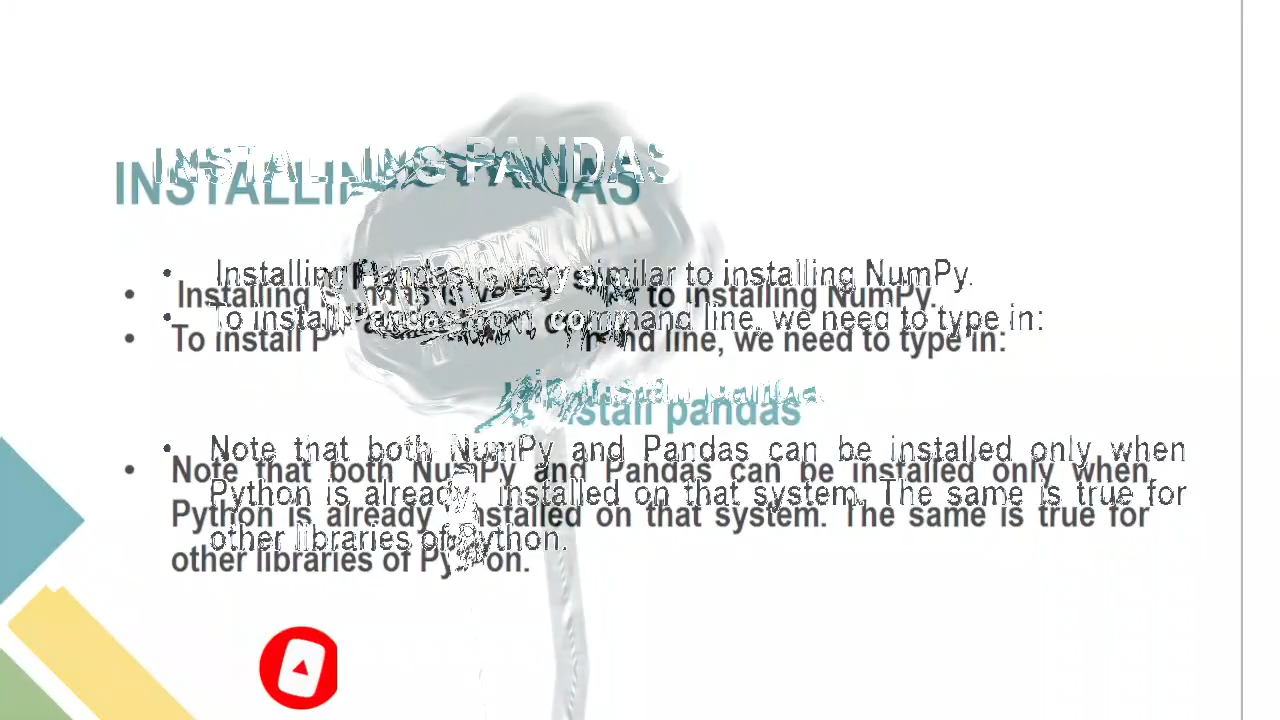 INSTALLING PANDAS
• Installing Pandas is very similar to installing NumPy.
• To install Pandas from command line, we need to type in:
pip install pandas
• Note that both NumPy and Pandas can be installed only when
Python is already installed on that system. The same is true for
other libraries of Python.